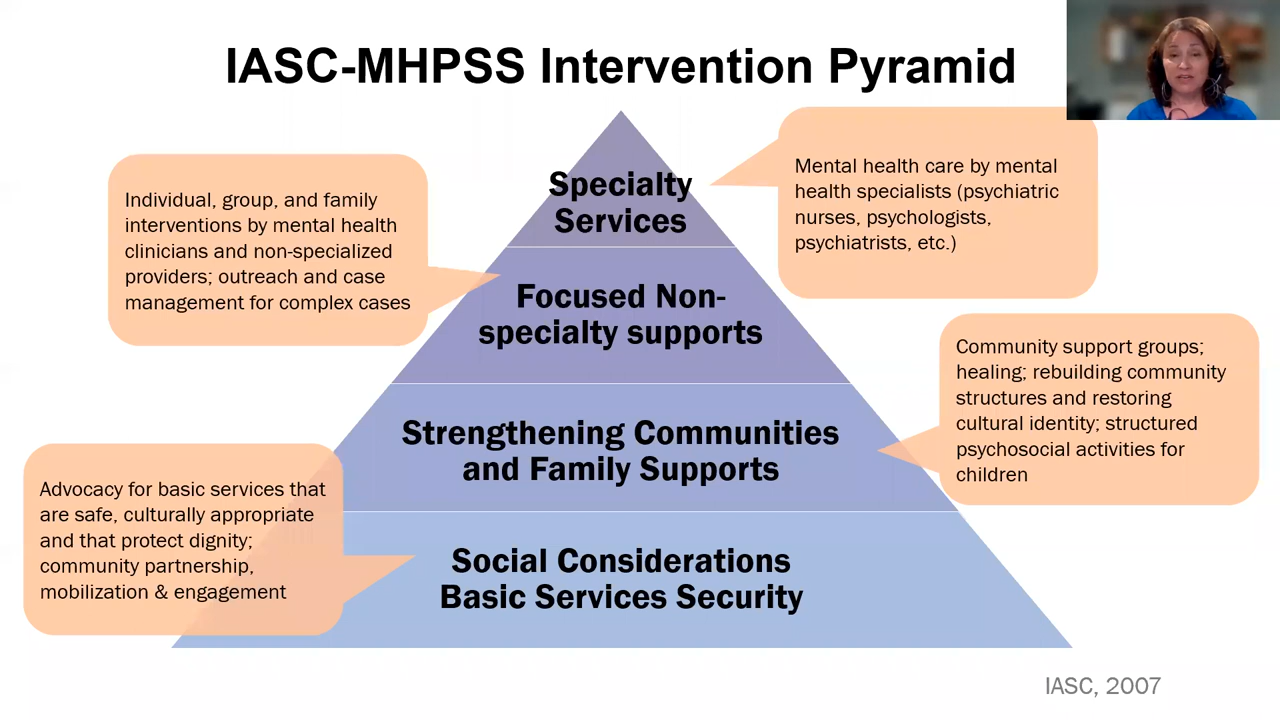 IASC-MHPSS Intervention Pyramid
Specialty
Services
Mental health care by mental
health specialists (psychiatric
nurses, psychologists,
psychiatrists, etc.)
Individual, group, and family
interventions by mental health
clinicians and non-specialized
providers; outreach and case
management for complex cases
Focused Non-
specialty supports
Strengthening Communities
and Family Supports
Community support groups;
healing; rebuilding community
structures and restoring
cultural identity; structured
psychosocial activities for
children
Advocacy for basic services that
are safe, culturally appropriate
and that protect dignity;
community partnership,
mobilization & engagement
Social Considerations
Basic Services Security
IASC, 2007